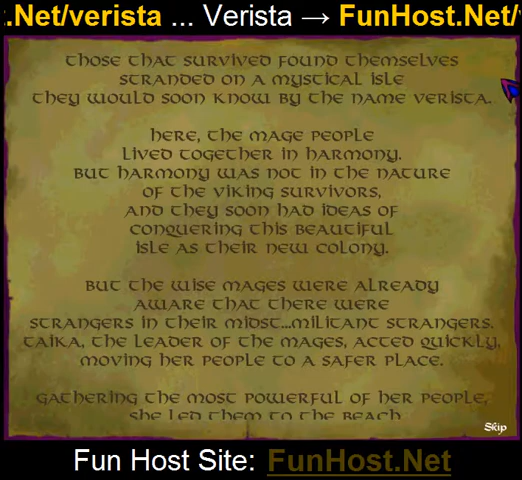 .Net/verista ... Verista → FunHost.Net/
Those that survived found themselves
stranded on a mystical isle
they would soon know by the name Verista.
Here, the mage people
lived together in harmony.
But harmony was not in the nature
of the viking survivors,
and they soon had ideas of
conquering this beautiful
isle as their new colony.
But the wise mages were already
aware that there were
strangers in their midst...militant strangers.
Taika, the leader of the mages, acted quickly,
moving her people to a safer place.
Gathering the most powerful of her people,
she led them to the beach
Skip
Fun Host Site: FunHost.Net